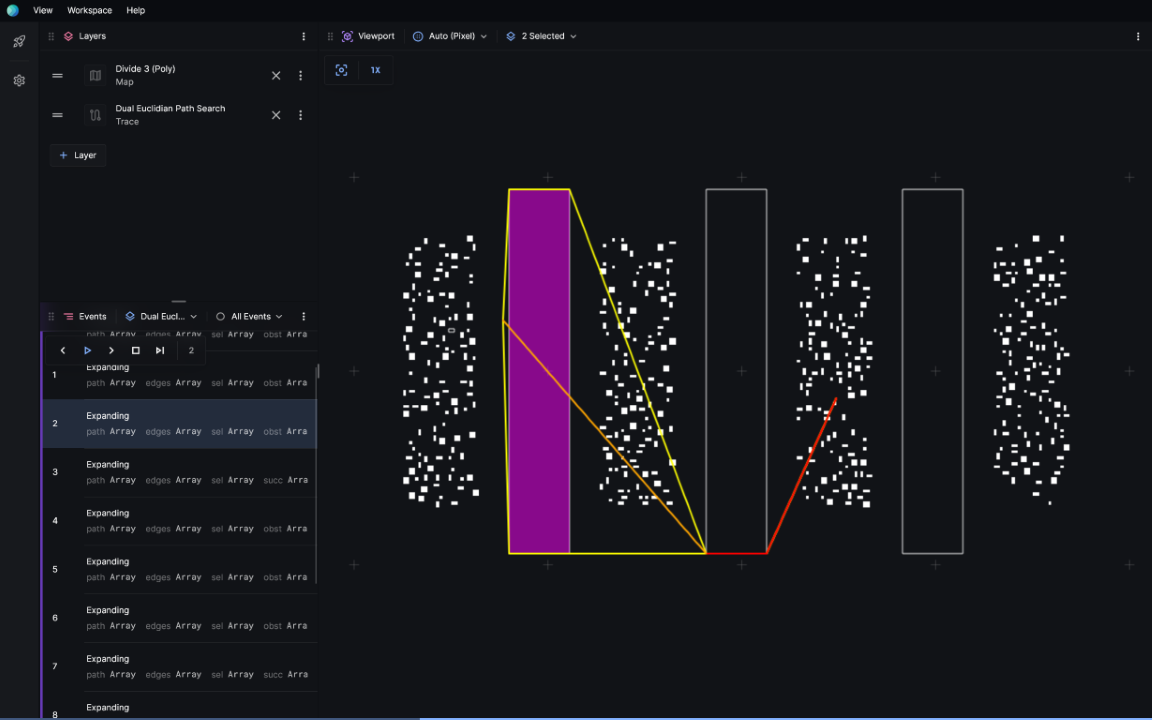 View Workspace Help
Layers
Divide 3 (Poly)
Map
Dual Euclidian Path Search
Trace
+ Layer
Events Dual Eucl... All Events
path Array edges Array sel Array obst Arra
2
1 Expanding
path Array edges Array sel Array obst Arra
2 Expanding
path Array edges Array sel Array obst Arra
3 Expanding
path Array edges Array sel Array succ Arra
4 Expanding
path Array edges Array sel Array obst Arra
5 Expanding
path Array edges Array sel Array obst Arra
6 Expanding
path Array edges Array sel Array obst Arra
7 Expanding
path Array edges Array sel Array succ Arra
8 Expanding
Viewport Auto (Pixel) 2 Selected
1X